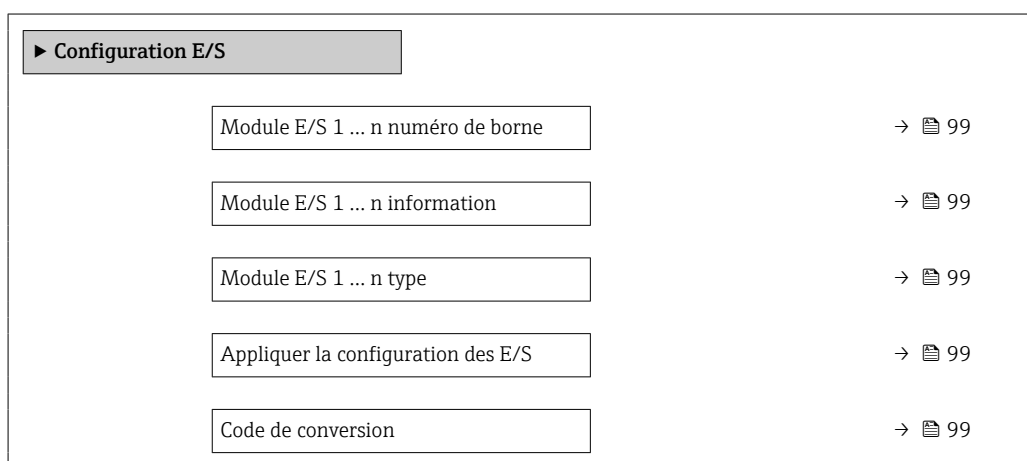 ▶ Configuration E/S
Module E/S 1 … n numéro de borne → 99
Module E/S 1 … n information → 99
Module E/S 1 … n type → 99
Appliquer la configuration des E/S → 99
Code de conversion → 99